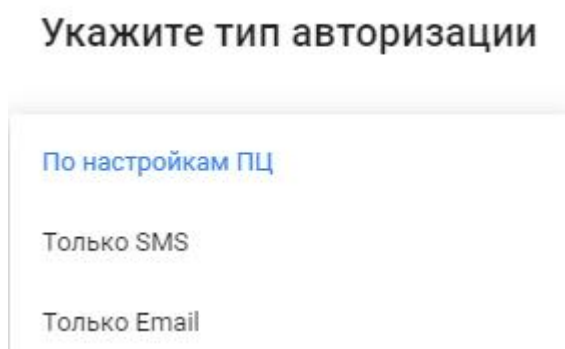 Укажите тип авторизации
По настройкам ПЦ
Только SMS
Только Email